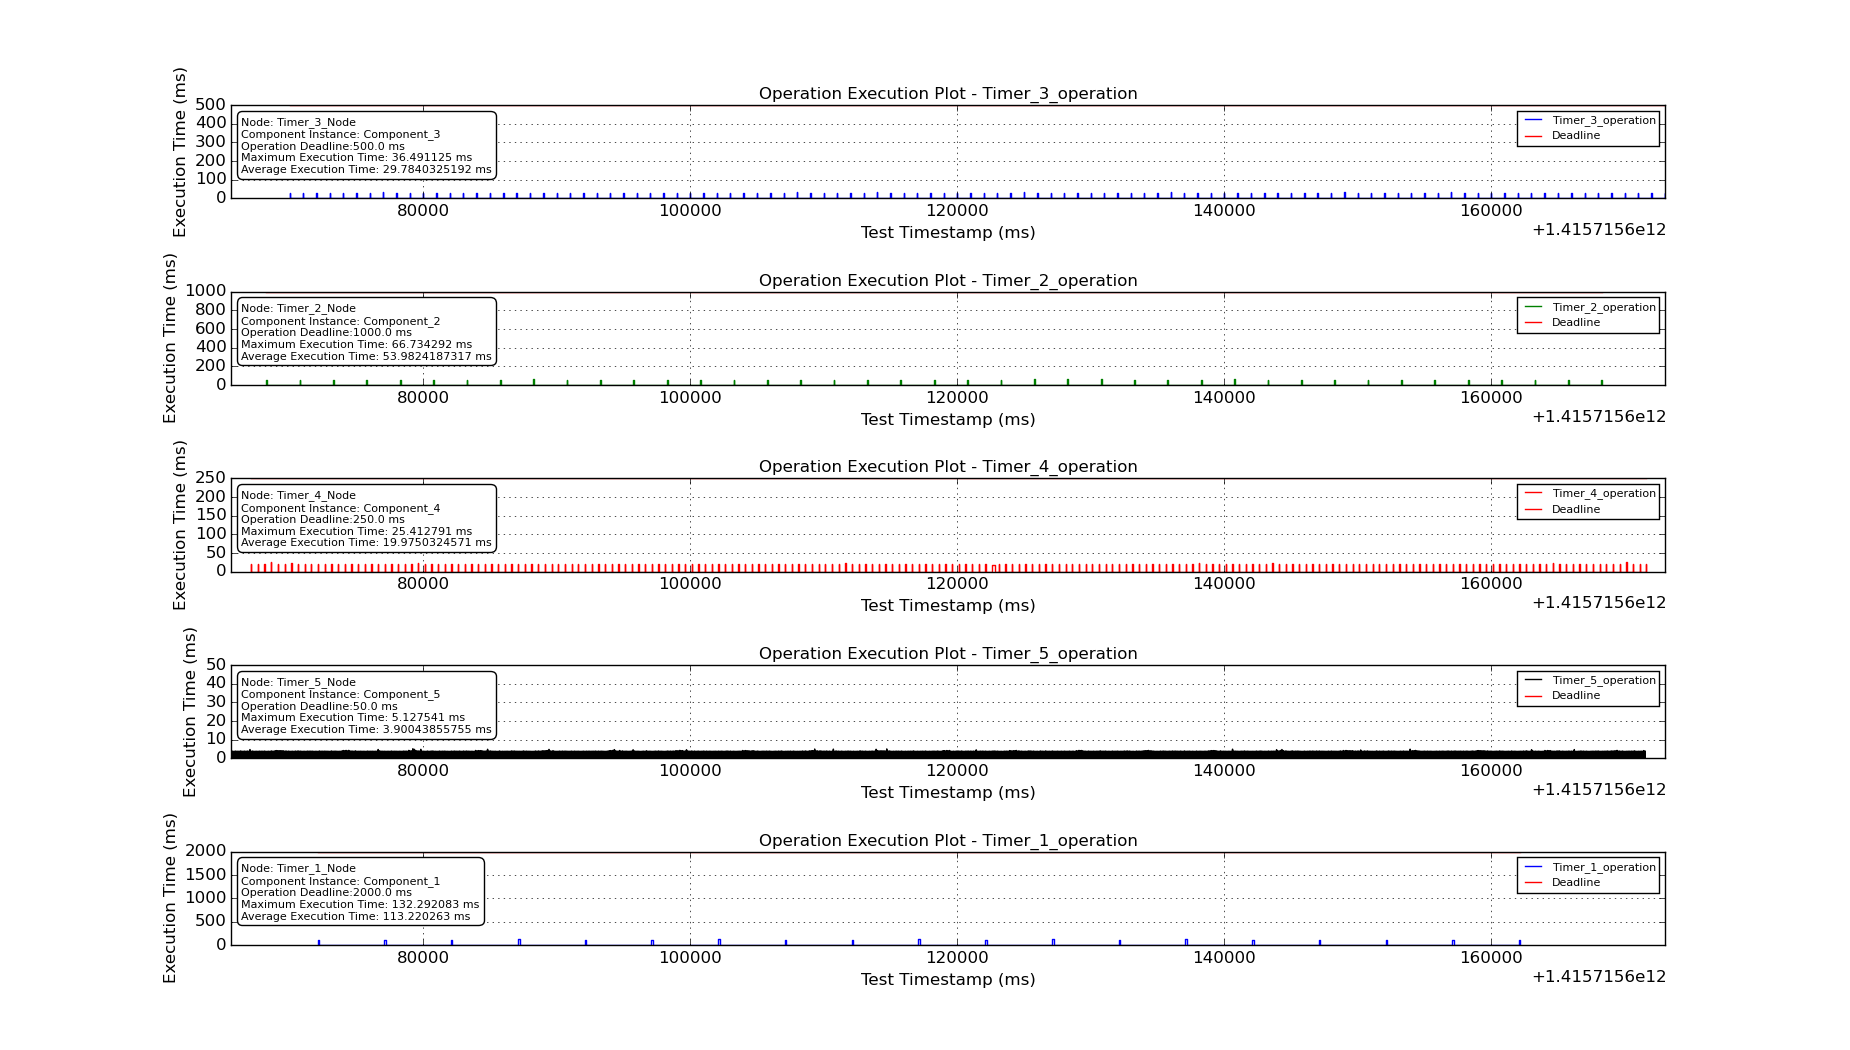 Operation Execution Plot - Timer_3_operation
Execution Time (ms)
500
400
300
200
100
0
Node: Timer_3_Node
Component Instance: Component_3
Operation Deadline:500.0 ms
Maximum Execution Time: 36.491125 ms
Average Execution Time: 29.7840325192 ms
Timer_3_operation
Deadline
80000 100000 120000 140000 160000
Test Timestamp (ms)
+1.4157156e12
Operation Execution Plot - Timer_2_operation
Execution Time (ms)
1000
800
600
400
200
0
Node: Timer_2_Node
Component Instance: Component_2
Operation Deadline:1000.0 ms
Maximum Execution Time: 66.734292 ms
Average Execution Time: 53.9824187317 ms
Timer_2_operation
Deadline
80000 100000 120000 140000 160000
Test Timestamp (ms)
+1.4157156e12
Operation Execution Plot - Timer_4_operation
Execution Time (ms)
250
200
150
100
50
0
Node: Timer_4_Node
Component Instance: Component_4
Operation Deadline:250.0 ms
Maximum Execution Time: 25.412791 ms
Average Execution Time: 19.9750324571 ms
Timer_4_operation
Deadline
80000 100000 120000 140000 160000
Test Timestamp (ms)
+1.4157156e12
Operation Execution Plot - Timer_5_operation
Execution Time (ms)
50
40
30
20
10
0
Node: Timer_5_Node
Component Instance: Component_5
Operation Deadline:50.0 ms
Maximum Execution Time: 5.127541 ms
Average Execution Time: 3.90043855755 ms
Timer_5_operation
Deadline
80000 100000 120000 140000 160000
Test Timestamp (ms)
+1.4157156e12
Operation Execution Plot - Timer_1_operation
Execution Time (ms)
2000
1500
1000
500
0
Node: Timer_1_Node
Component Instance: Component_1
Operation Deadline:2000.0 ms
Maximum Execution Time: 132.292083 ms
Average Execution Time: 113.220263 ms
Timer_1_operation
Deadline
80000 100000 120000 140000 160000
Test Timestamp (ms)
+1.4157156e12